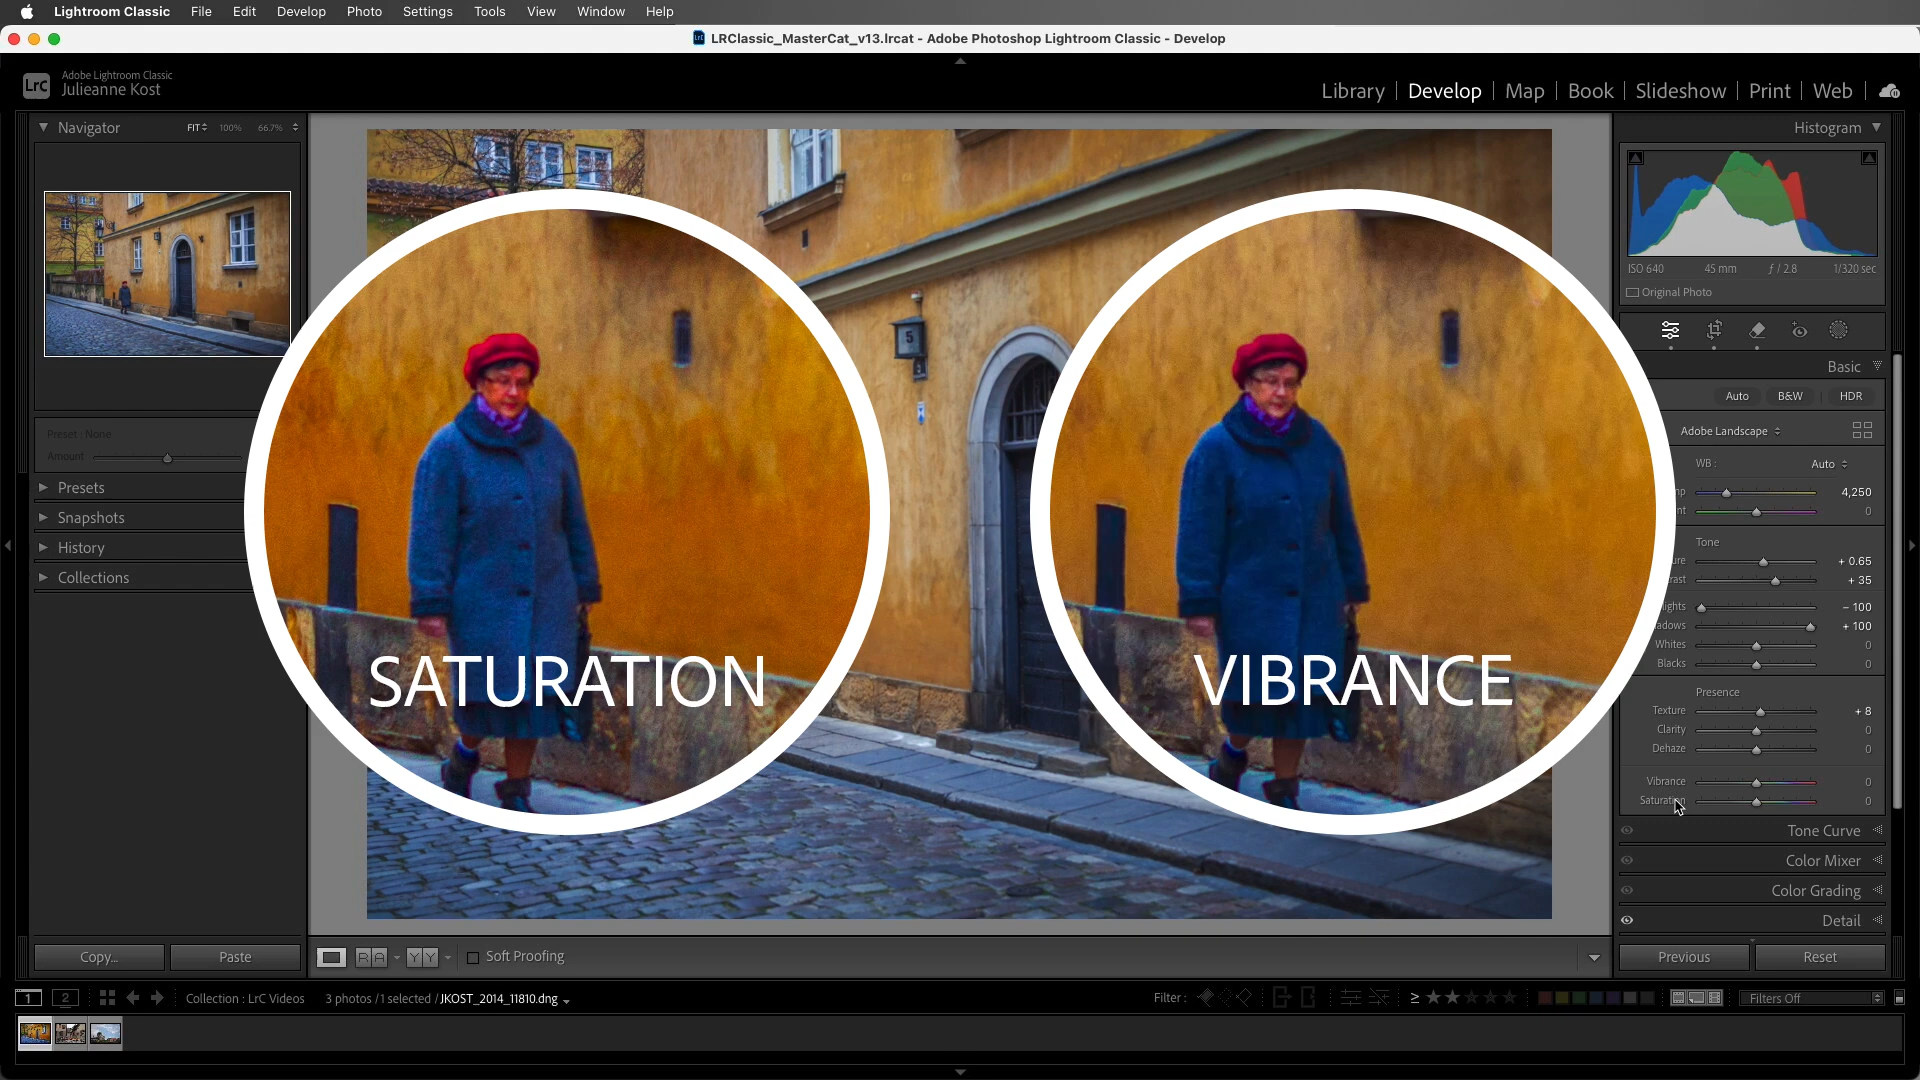 Lightroom Classic File Edit Develop Photo Settings Tools View Window Help
LrC LRClassic_MasterCat_v13.lrcat - Adobe Photoshop Lightroom Classic - Develop
LrC Adobe Lightroom Classic
Julieanne Kost
Library | Develop | Map | Book | Slideshow | Print | Web
Navigator FIT 100% 66.7%
Histogram
ISO 640 45 mm ƒ / 2.8 1/320 sec
Original Photo
5
Basic
Auto B&W HDR
Adobe Landscape
Preset : None
Amount
WB : Auto
4,250
0
Presets
Snapshots
History
Collections
Tone
+ 0.65
+ 35
– 100
+ 100
Whites 0
Blacks 0
SATURATION
VIBRANCE
Presence
Texture + 8
Clarity 0
Dehaze 0
Vibrance 0
Saturation 0
Tone Curve
Color Mixer
Color Grading
Detail
Copy... Paste
R A Y Y Soft Proofing
Previous Reset
1 2 Collection : LrC Videos 3 photos / 1 selected / JKOST_2014_11810.dng
Filter : ≥ Filters Off